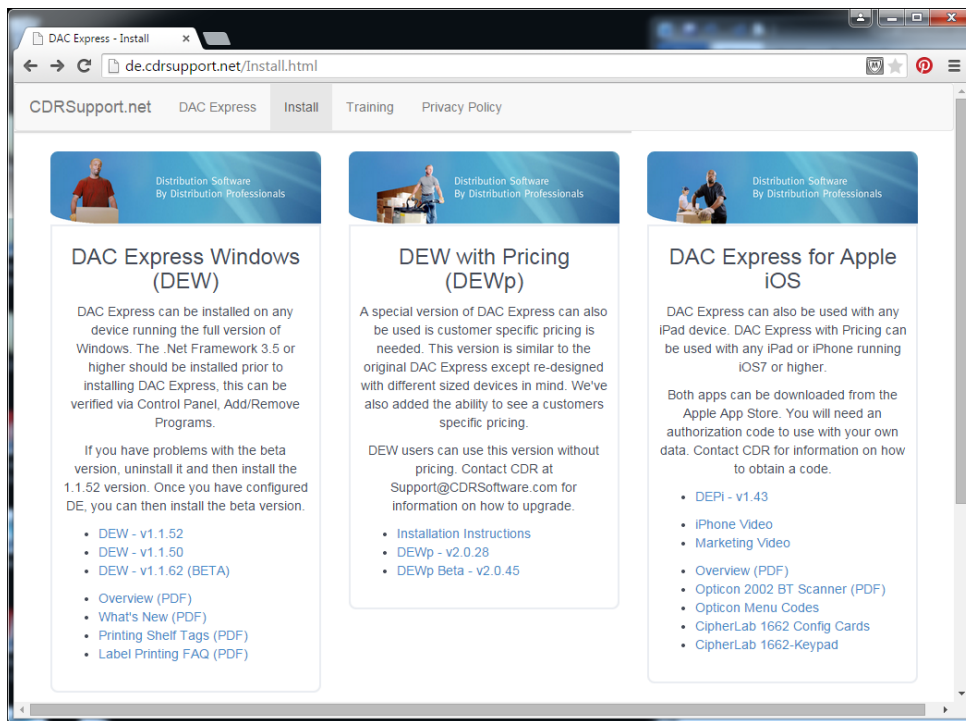 DAC Express - Install
de.cdrsupport.net/Install.html
CDRSupport.net DAC Express Install Training Privacy Policy
Distribution Software
By Distribution Professionals
DAC Express Windows
(DEW)
DAC Express can be installed on any
device running the full version of
Windows. The .Net Framework 3.5 or
higher should be installed prior to
installing DAC Express, this can be
verified via Control Panel, Add/Remove
Programs.
If you have problems with the beta
version, uninstall it and then install the
1.1.52 version. Once you have configured
DE, you can then install the beta version.
• DEW - v1.1.52
• DEW - v1.1.50
• DEW - v1.1.62 (BETA)
• Overview (PDF)
• What's New (PDF)
• Printing Shelf Tags (PDF)
• Label Printing FAQ (PDF)
Distribution Software
By Distribution Professionals
DEW with Pricing
(DEWp)
A special version of DAC Express can also
be used is customer specific pricing is
needed. This version is similar to the
original DAC Express except re-designed
with different sized devices in mind. We've
also added the ability to see a customers
specific pricing.
DEW users can use this version without
pricing. Contact CDR at
Support@CDRSoftware.com for
information on how to upgrade.
• Installation Instructions
• DEWp - v2.0.28
• DEWp Beta - v2.0.45
Distribution Software
By Distribution Professionals
DAC Express for Apple
iOS
DAC Express can also be used with any
iPad device. DAC Express with Pricing can
be used with any iPad or iPhone running
iOS7 or higher.
Both apps can be downloaded from the
Apple App Store. You will need an
authorization code to use with your own
data. Contact CDR for information on how
to obtain a code.
• DEPi - v1.43
• iPhone Video
• Marketing Video
• Overview (PDF)
• Opticon 2002 BT Scanner (PDF)
• Opticon Menu Codes
• CipherLab 1662 Config Cards
• CipherLab 1662-Keypad